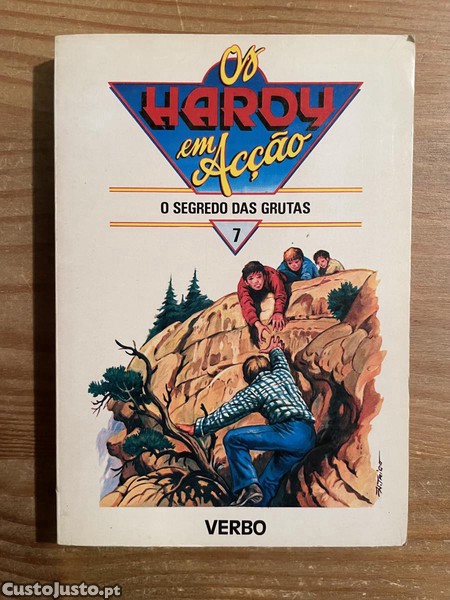 Os
HARDY
em Acção
O SEGREDO DAS GRUTAS
7
VERBO
CustoJusto.pt